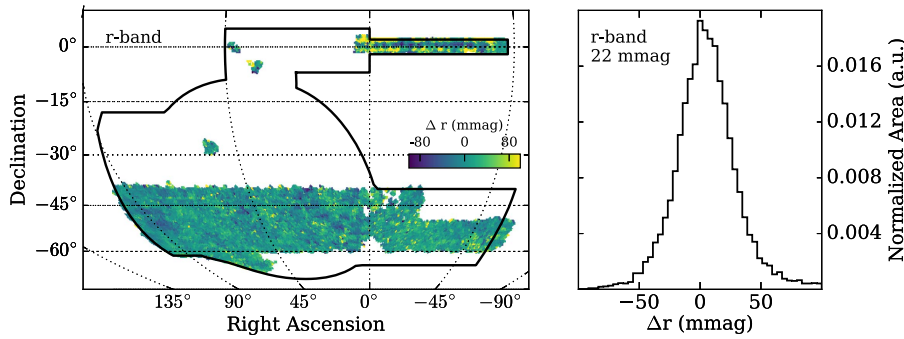 r-band
0°
−15°
−30°
−45°
−60°
Declination
Δ r (mmag)
-80 0 80
135° 90° 45° 0° −45° −90°
Right Ascension
r-band
22 mmag
0.016
0.012
0.008
0.004
Normalized Area (a.u.)
−50 0 50
Δr (mmag)